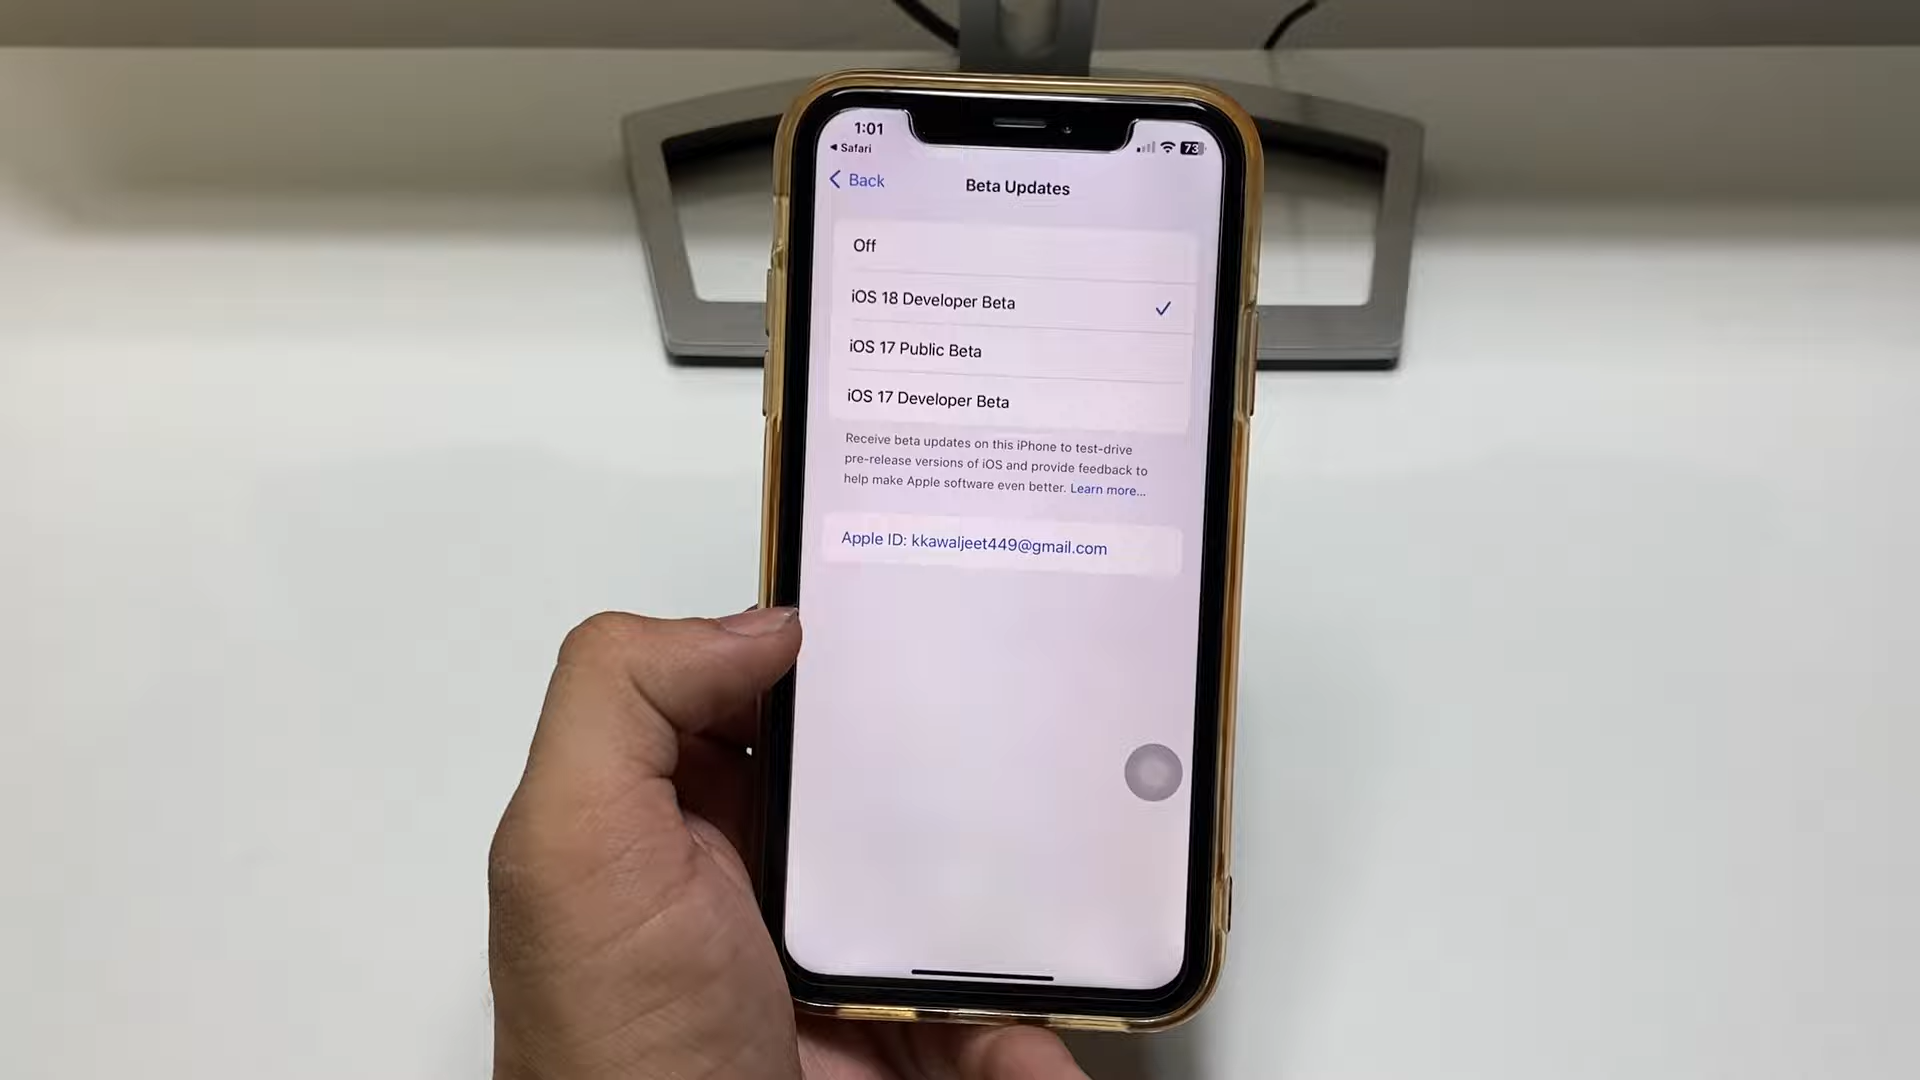 1:01
Safari
73
Back
Beta Updates
Off
iOS 18 Developer Beta
iOS 17 Public Beta
iOS 17 Developer Beta
Receive beta updates on this iPhone to test-drive
pre-release versions of iOS and provide feedback to
help make Apple software even better. Learn more...
Apple ID: kkawaljeet449@gmail.com